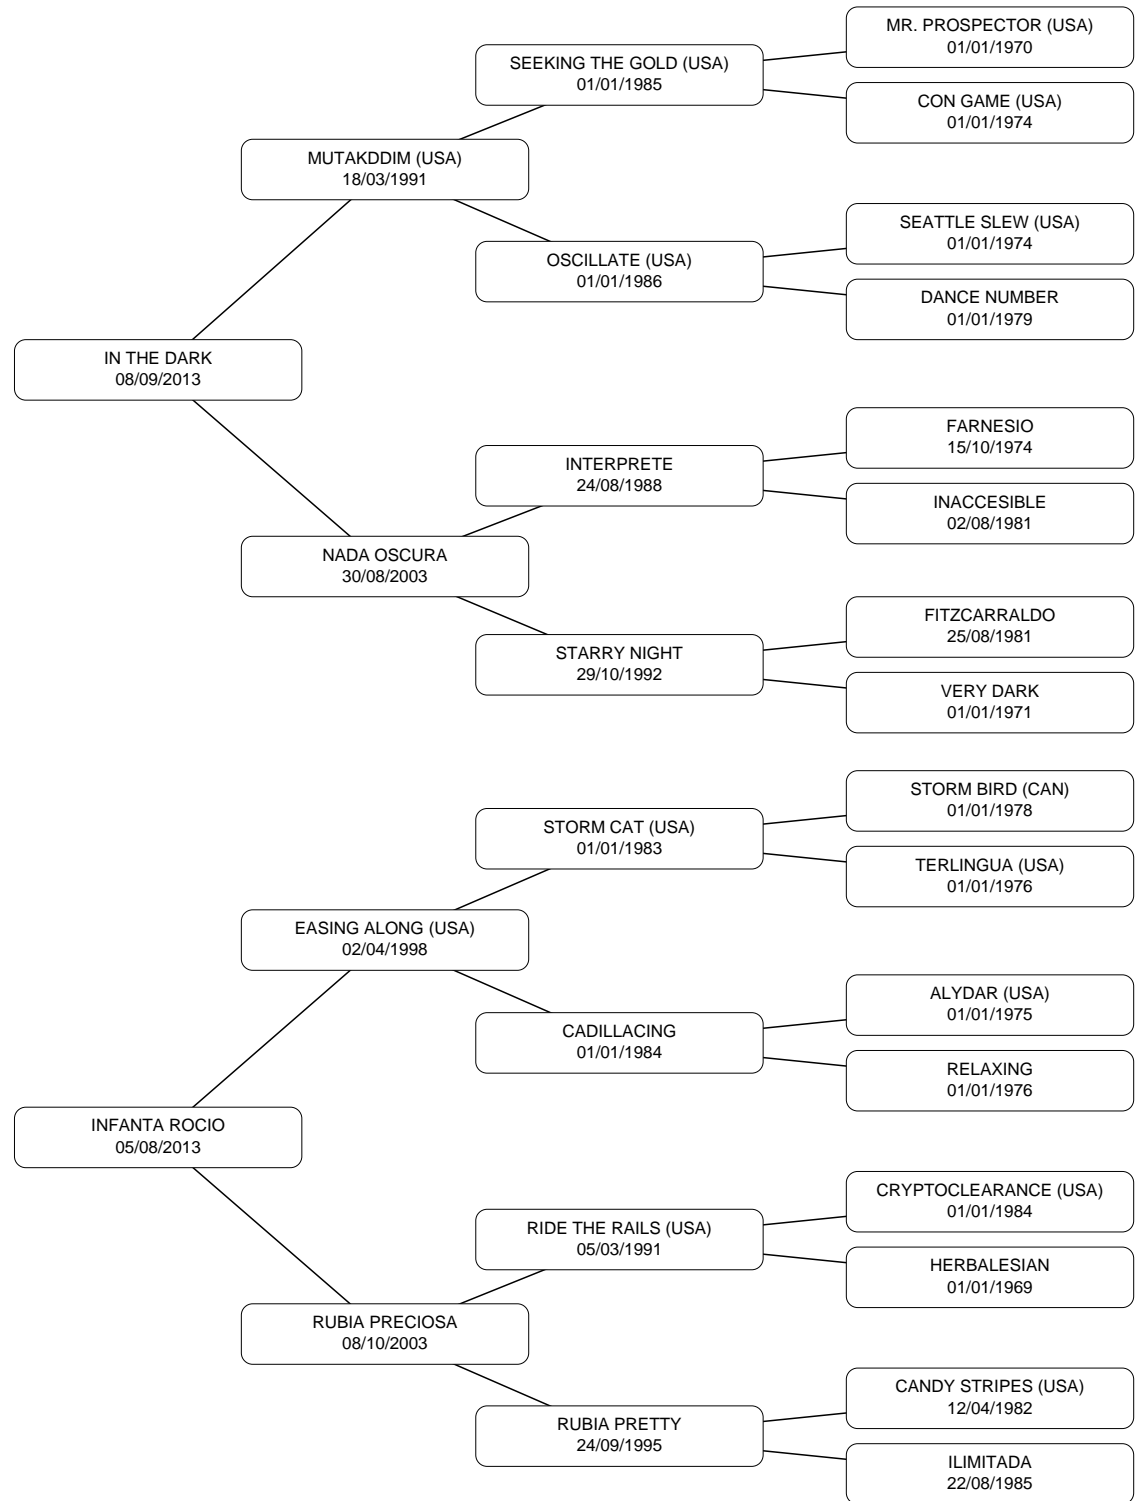 MR. PROSPECTOR (USA)
01/01/1970
SEEKING THE GOLD (USA)
01/01/1985
CON GAME (USA)
01/01/1974
MUTAKDDIM (USA)
18/03/1991
SEATTLE SLEW (USA)
01/01/1974
OSCILLATE (USA)
01/01/1986
DANCE NUMBER
01/01/1979
IN THE DARK
08/09/2013
FARNESIO
15/10/1974
INTERPRETE
24/08/1988
INACCESIBLE
02/08/1981
NADA OSCURA
30/08/2003
FITZCARRALDO
25/08/1981
STARRY NIGHT
29/10/1992
VERY DARK
01/01/1971
STORM BIRD (CAN)
01/01/1978
STORM CAT (USA)
01/01/1983
TERLINGUA (USA)
01/01/1976
EASING ALONG (USA)
02/04/1998
ALYDAR (USA)
01/01/1975
CADILLACING
01/01/1984
RELAXING
01/01/1976
INFANTA ROCIO
05/08/2013
CRYPTOCLEARANCE (USA)
01/01/1984
RIDE THE RAILS (USA)
05/03/1991
HERBALESIAN
01/01/1969
RUBIA PRECIOSA
08/10/2003
CANDY STRIPES (USA)
12/04/1982
RUBIA PRETTY
24/09/1995
ILIMITADA
22/08/1985